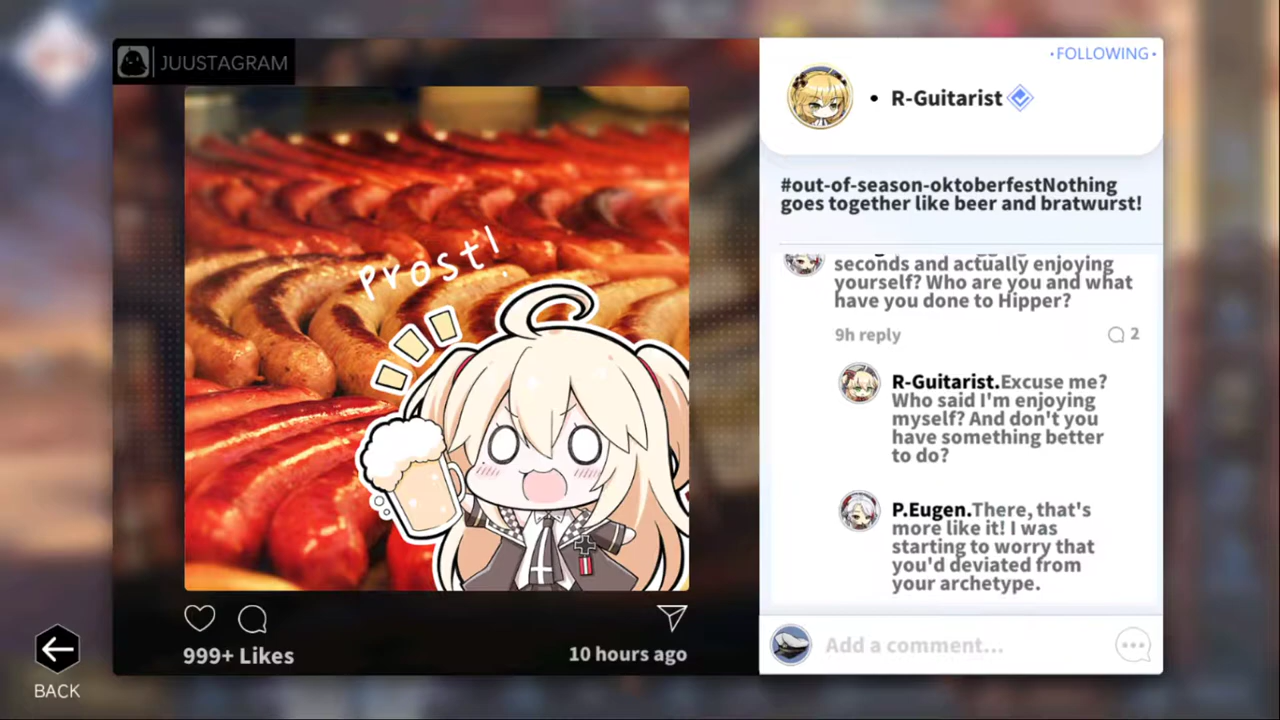 JUUSTAGRAM
Prost!
999+ Likes
10 hours ago
BACK
•FOLLOWING•
• R-Guitarist
#out-of-season-oktoberfestNothing
goes together like beer and bratwurst!
seconds and actually enjoying
yourself? Who are you and what
have you done to Hipper?
9h reply
2
R-Guitarist.Excuse me?
Who said I'm enjoying
myself? And don't you
have something better
to do?
P.Eugen.There, that's
more like it! I was
starting to worry that
you'd deviated from
your archetype.
Add a comment...